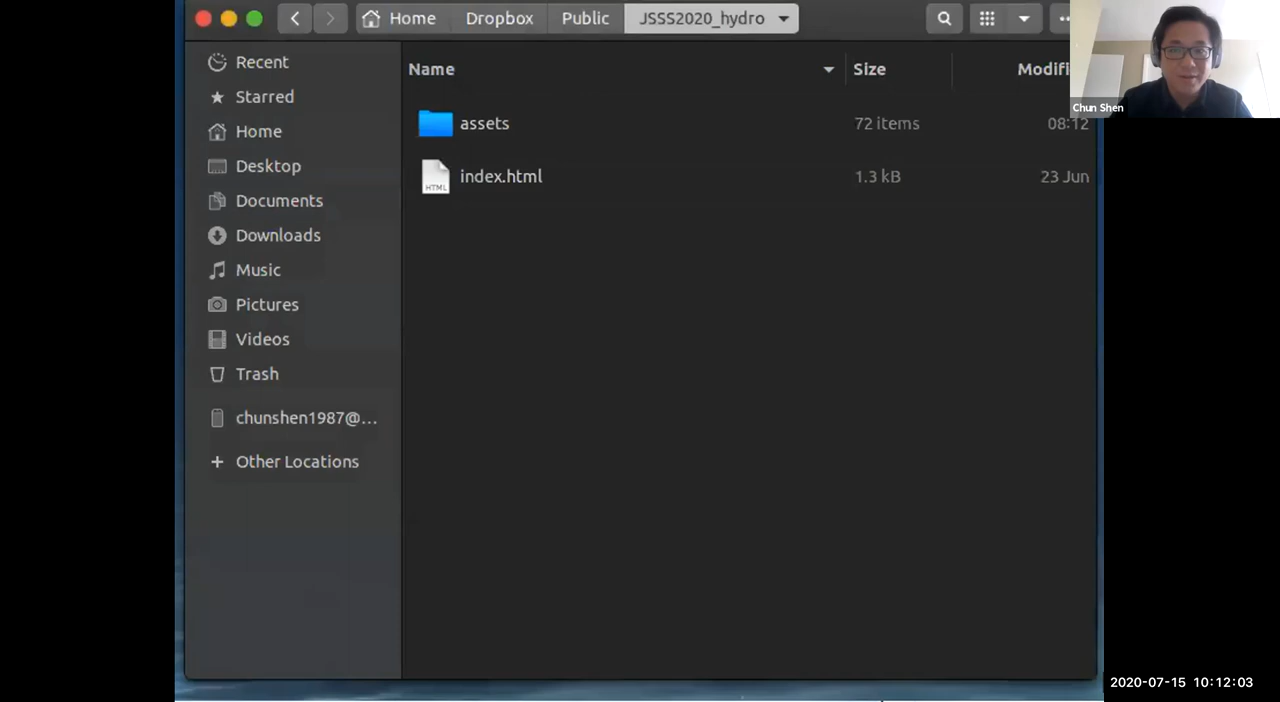 Home Dropbox Public JSSS2020_hydro
Name Size Modifi
Recent
Starred
Home
Desktop
Documents
Downloads
Music
Pictures
Videos
Trash
chunshen1987@...
Other Locations
assets 72 items 08:12
HTML
index.html 1.3 kB 23 Jun
Chun Shen
2020-07-15 10:12:03